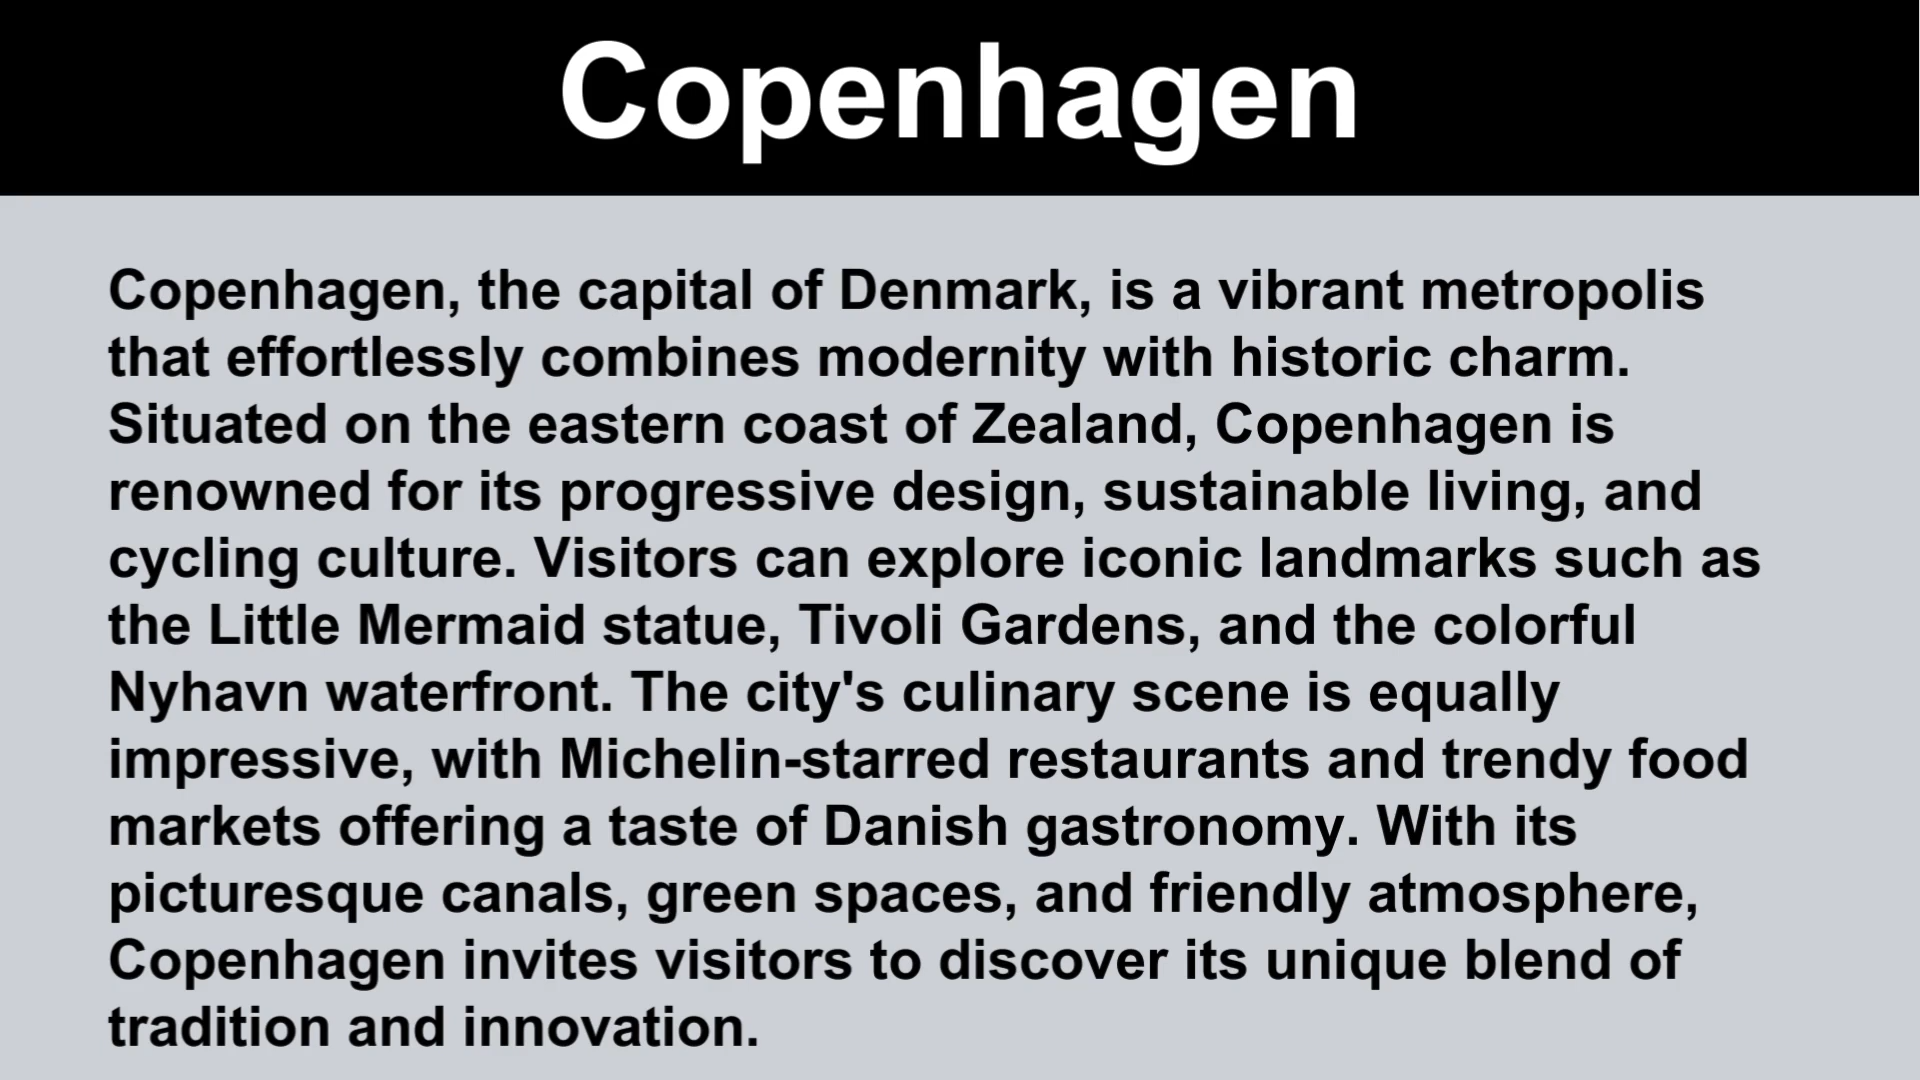 Copenhagen
Copenhagen, the capital of Denmark, is a vibrant metropolis
that effortlessly combines modernity with historic charm.
Situated on the eastern coast of Zealand, Copenhagen is
renowned for its progressive design, sustainable living, and
cycling culture. Visitors can explore iconic landmarks such as
the Little Mermaid statue, Tivoli Gardens, and the colorful
Nyhavn waterfront. The city's culinary scene is equally
impressive, with Michelin-starred restaurants and trendy food
markets offering a taste of Danish gastronomy. With its
picturesque canals, green spaces, and friendly atmosphere,
Copenhagen invites visitors to discover its unique blend of
tradition and innovation.